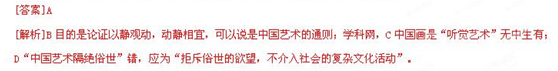 [答案]A
[解析]B目的是论证以静观动，动静相宜，可以说是中国艺术的通则；学科网，C中国画是“听觉艺术”无中生有；
D“中国艺术隔绝俗世”错，应为“拒斥俗世的欲望，不介入社会的复杂文化活动”。